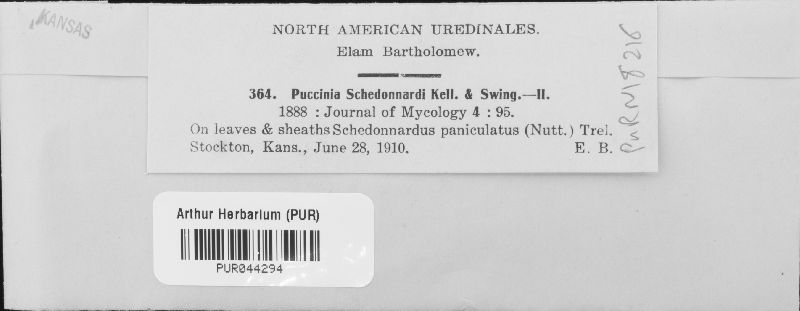 KANSAS
NORTH AMERICAN UREDINALES.
Elam Bartholomew.
364. Puccinia Schedonnardi Kell. & Swing.—II.
1888 : Journal of Mycology 4 : 95.
On leaves & sheaths Schedonnardus paniculatus (Nutt.) Trel.
Stockton, Kans., June 28, 1910. E. B.
PURN18216
Arthur Herbarium (PUR)
PUR044294